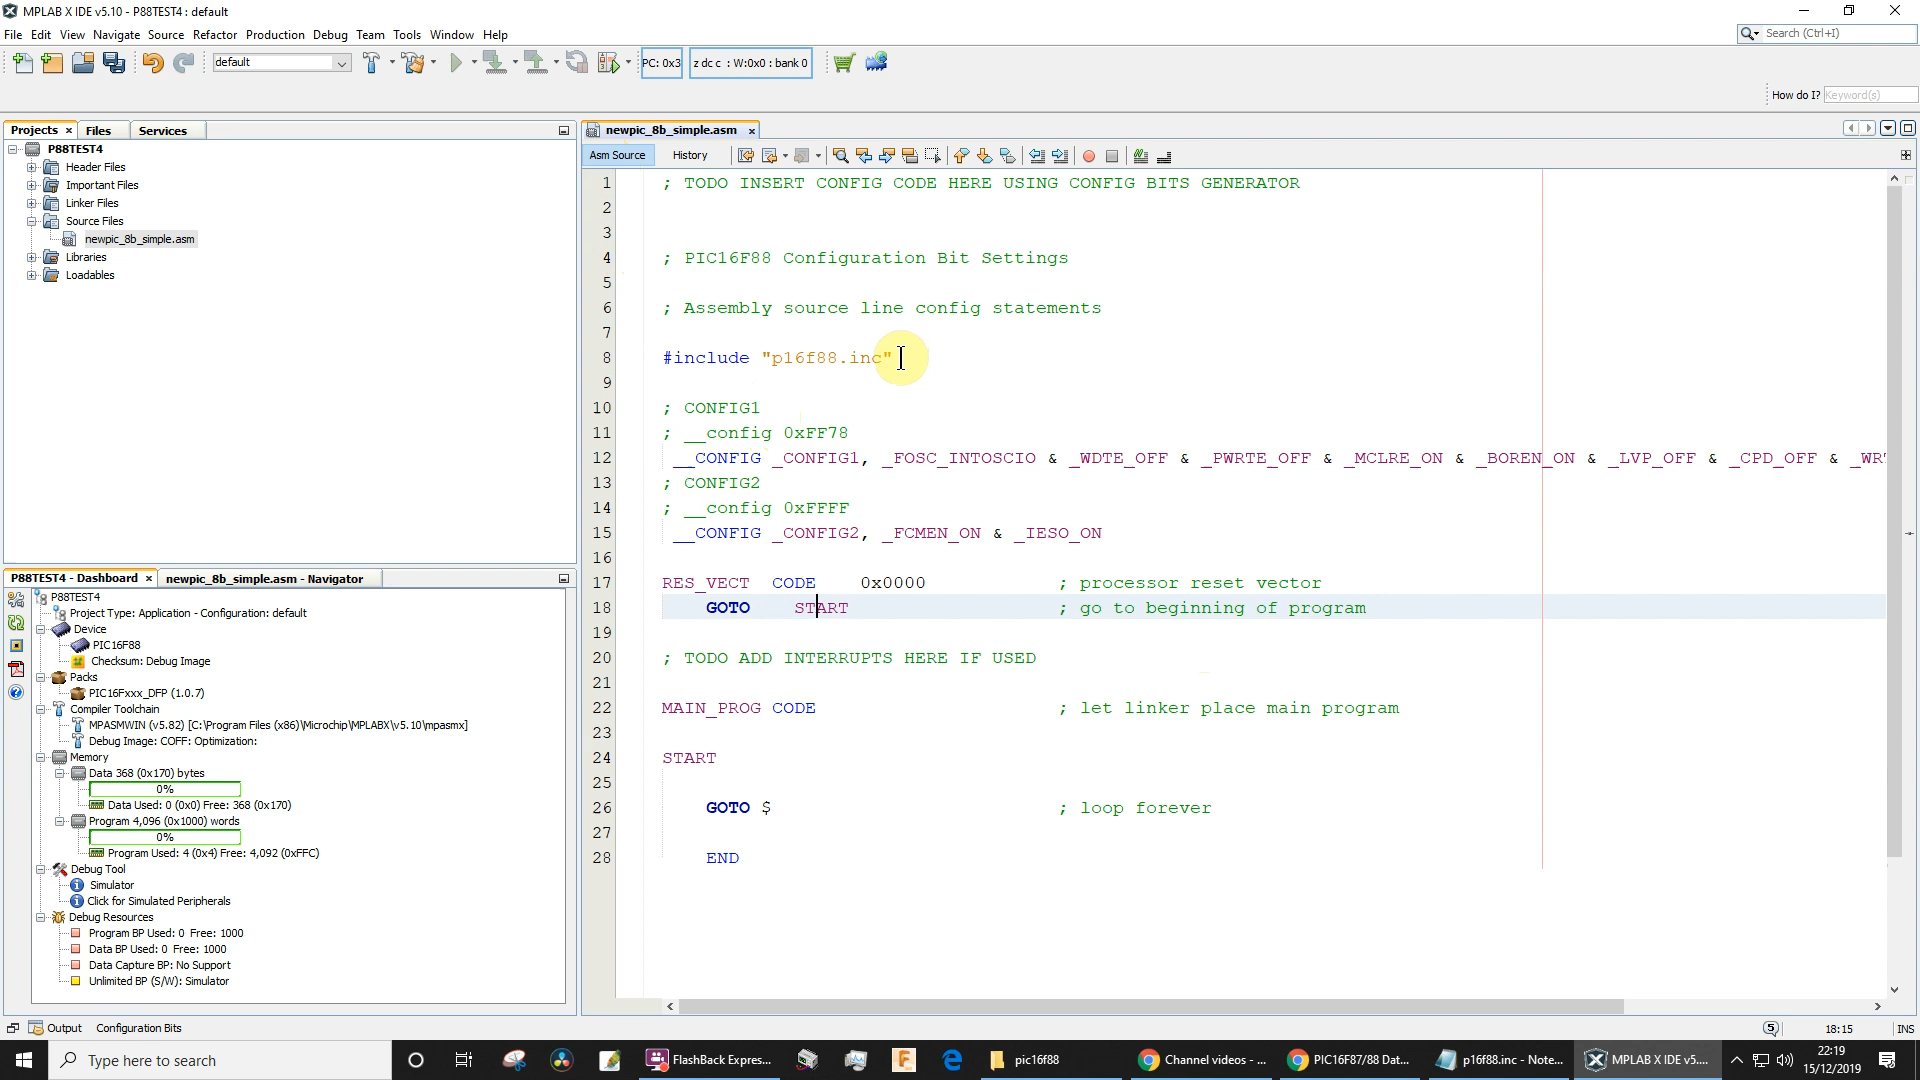 MPLAB X IDE v5.10 - P88TEST4 : default
File Edit View Navigate Source Refactor Production Debug Team Tools Window Help
Search (Ctrl+I)
default
PC: 0x3
z dc c : W:0x0 : bank 0
How do I? Keyword(s)
Projects Files Services
P88TEST4
Header Files
Important Files
Linker Files
Source Files
newpic_8b_simple.asm
Libraries
Loadables
newpic_8b_simple.asm
Asm Source History
1 ; TODO INSERT CONFIG CODE HERE USING CONFIG BITS GENERATOR
2
3
4 ; PIC16F88 Configuration Bit Settings
5
6 ; Assembly source line config statements
7
8 #include "p16f88.inc"
9
10 ; CONFIG1
11 ; __config 0xFF78
12 __CONFIG _CONFIG1, _FOSC_INTOSCIO & _WDTE_OFF & _PWRTE_OFF & _MCLRE_ON & _BOREN_ON & _LVP_OFF & _CPD_OFF & _WR
13 ; CONFIG2
14 ; __config 0xFFFF
15 __CONFIG _CONFIG2, _FCMEN_ON & _IESO_ON
16
17 RES_VECT CODE 0x0000 ; processor reset vector
18 GOTO START ; go to beginning of program
19
20 ; TODO ADD INTERRUPTS HERE IF USED
21
22 MAIN_PROG CODE ; let linker place main program
23
24 START
25
26 GOTO $ ; loop forever
27
28 END
P88TEST4 - Dashboard newpic_8b_simple.asm - Navigator
P88TEST4
Project Type: Application - Configuration: default
Device
PIC16F88
Checksum: Debug Image
Packs
PIC16Fxxx_DFP (1.0.7)
Compiler Toolchain
MPASMWIN (v5.82) [C:\Program Files (x86)\Microchip\MPLABX\v5.10\mpasmx]
Debug Image: COFF: Optimization:
Memory
Data 368 (0x170) bytes
0%
Data Used: 0 (0x0) Free: 368 (0x170)
Program 4,096 (0x1000) words
0%
Program Used: 4 (0x4) Free: 4,092 (0xFFC)
Debug Tool
Simulator
Click for Simulated Peripherals
Debug Resources
Program BP Used: 0 Free: 1000
Data BP Used: 0 Free: 1000
Data Capture BP: No Support
Unlimited BP (S/W): Simulator
Output Configuration Bits
5
18:15
INS
Type here to search
FlashBack Expres...
pic16f88
Channel videos - ...
PIC16F87/88 Dat...
p16f88.inc - Note...
MPLAB X IDE v5....
22:19
15/12/2019